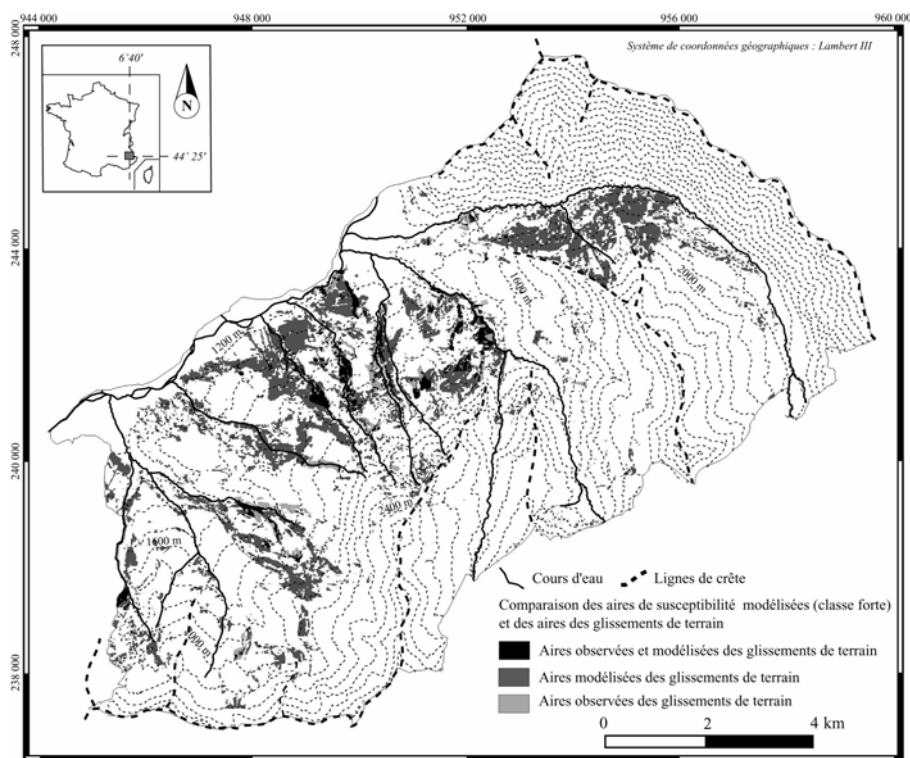 944 000
948 000
952 000
956 000
960 000
248 000
244 000
240 000
238 000
Système de coordonnées géographiques : Lambert III
6°40'
N
44° 25'
1600 m
2000 m
1200 m
2400 m
1600 m
Cours d'eau
Lignes de crête
Comparaison des aires de susceptibilité modélisées (classe forte)
et des aires des glissements de terrain
Aires observées et modélisées des glissements de terrain
Aires modélisées des glissements de terrain
Aires observées des glissements de terrain
0 2 4 km